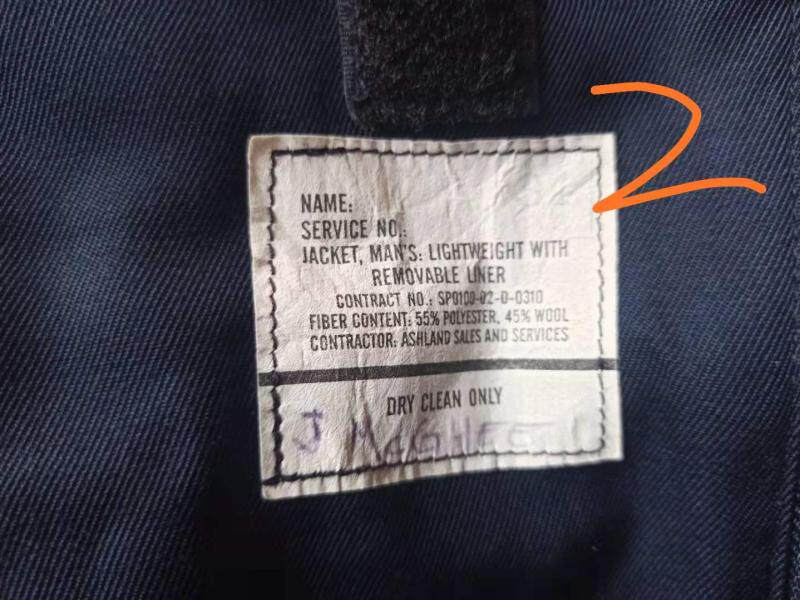 2
NAME:
SERVICE NO.:
JACKET, MAN'S: LIGHTWEIGHT WITH
REMOVABLE LINER
CONTRACT NO.: SP0100-02-D-0310
FIBER CONTENT: 55% POLYESTER, 45% WOOL
CONTRACTOR: ASHLAND SALES AND SERVICES
DRY CLEAN ONLY
J